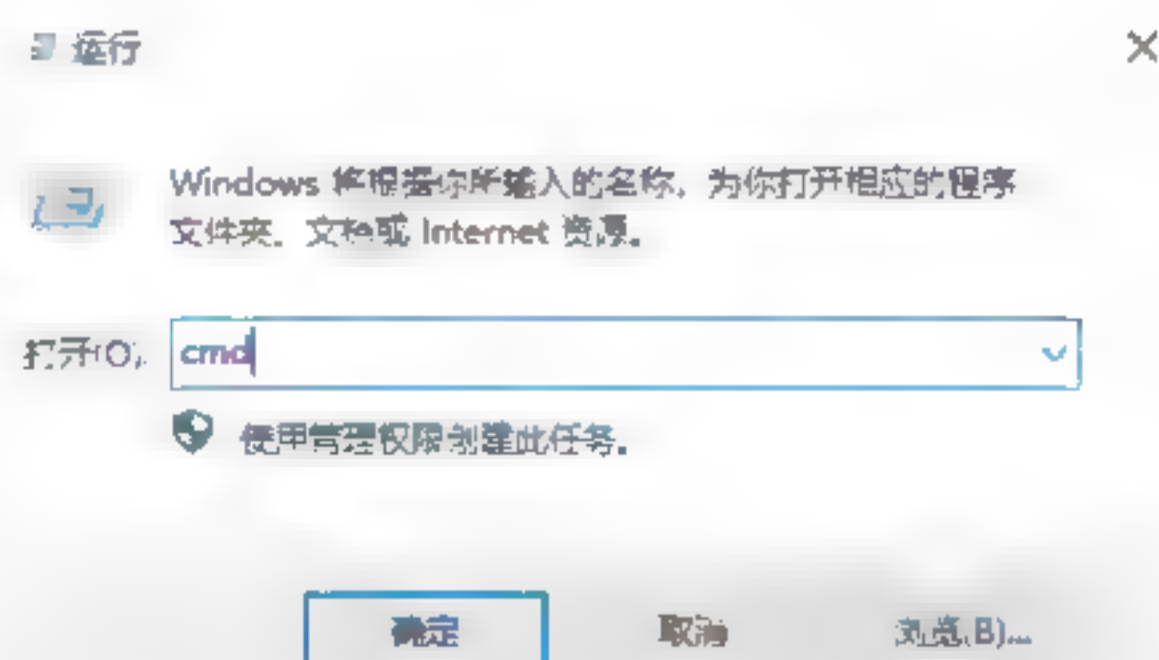 运行
Windows 将根据你所输入的名称，为你打开相应的程序
文件夹、文档或 Internet 资源。
打开(O):
cmd
使用管理权限创建此任务。
确定
取消
浏览(B)...